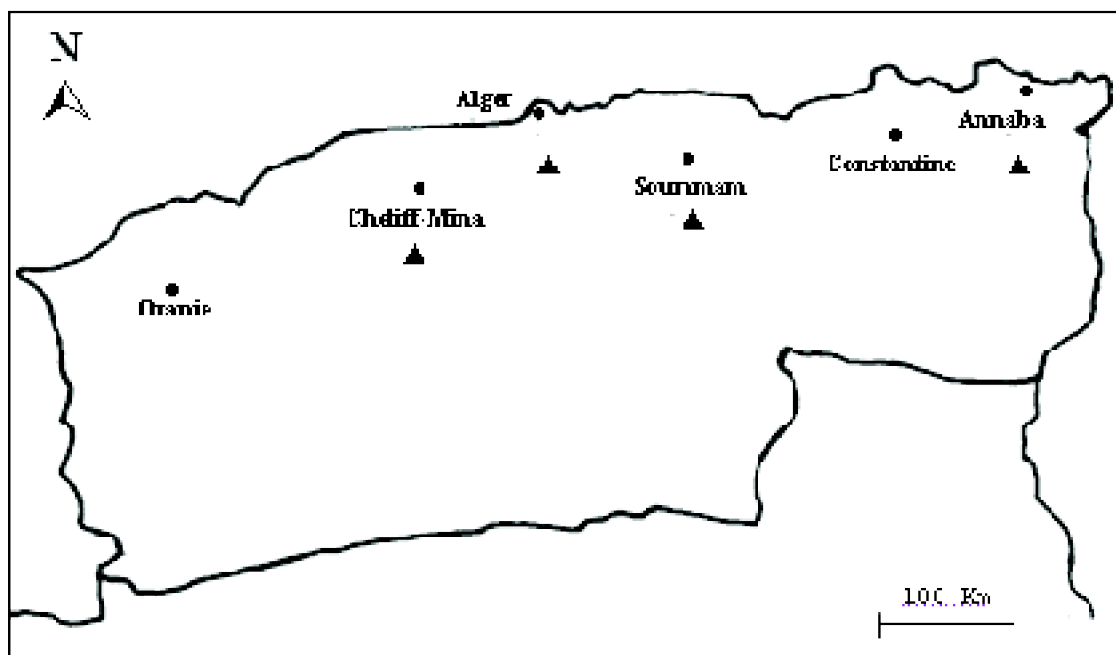 N
Alger
Annaba
Constantine
Soummam
Cheliff-Mina
Oranie
100 Km